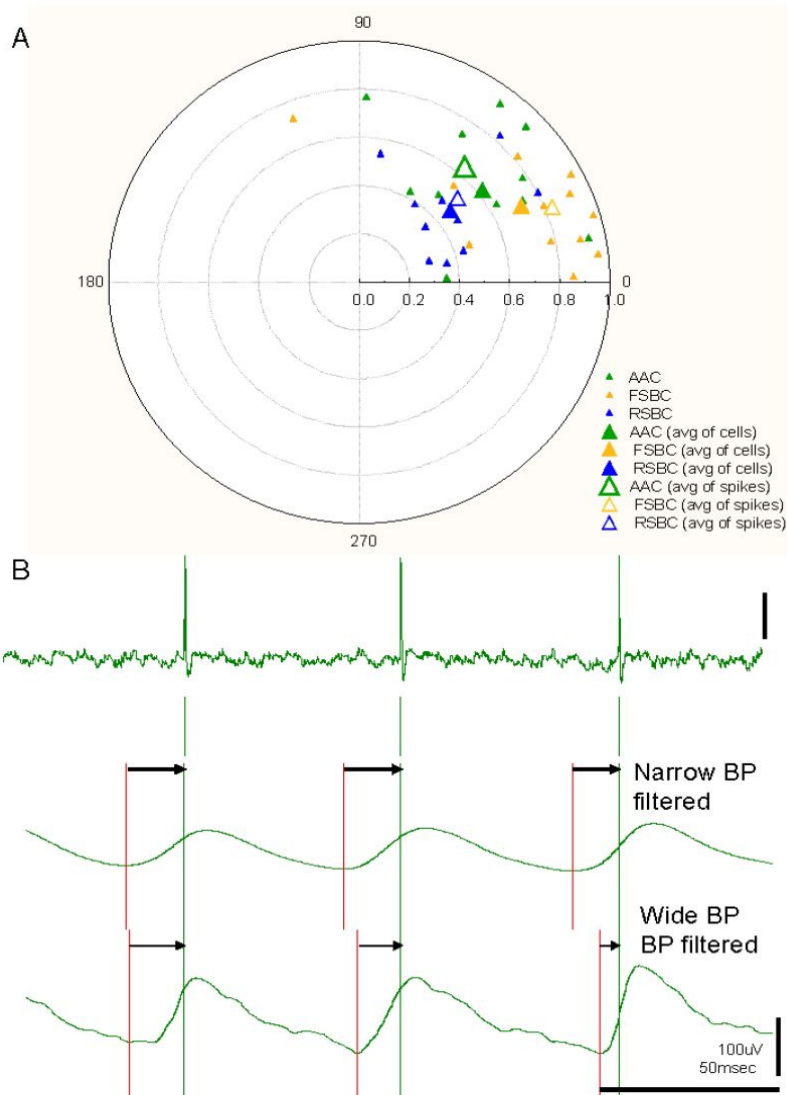 A
90
180
0.0 0.2 0.4 0.6 0.8 1.0
0
270
AAC
FSBC
RSBC
AAC (avg of cells)
FSBC (avg of cells)
RSBC (avg of cells)
AAC (avg of spikes)
FSBC (avg of spikes)
RSBC (avg of spikes)
B
Narrow BP
filtered
Wide BP
BP filtered
100uV
50msec